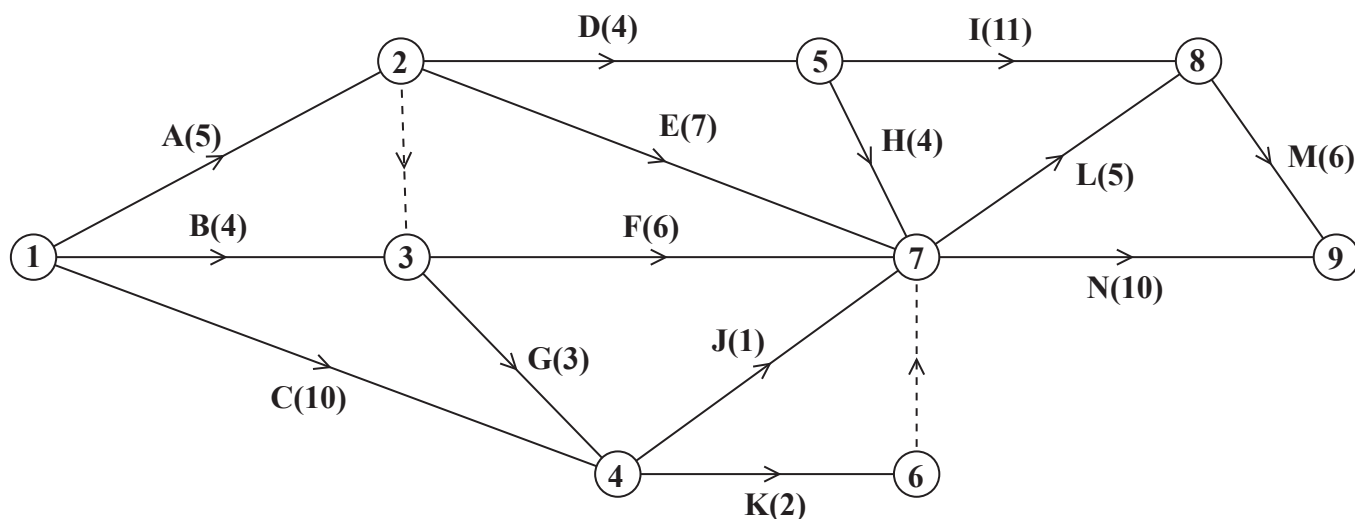 D(4)
I(11)
2
5
8
A(5)
E(7)
H(4)
L(5)
M(6)
B(4)
F(6)
1
3
7
9
N(10)
G(3)
J(1)
C(10)
4
6
K(2)